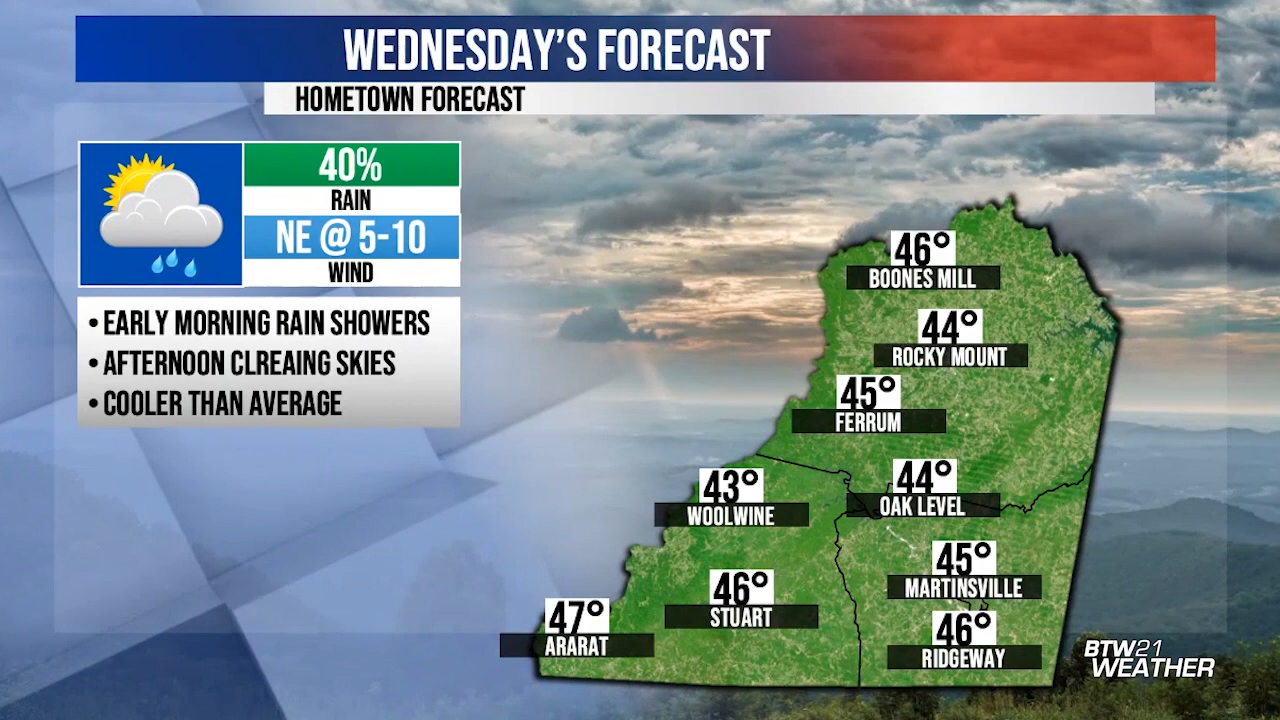 WEDNESDAY'S FORECAST
HOMETOWN FORECAST
40%
RAIN
NE @ 5-10
WIND
• EARLY MORNING RAIN SHOWERS
• AFTERNOON CLREAING SKIES
• COOLER THAN AVERAGE
46°
BOONES MILL
44°
ROCKY MOUNT
45°
FERRUM
43°
WOOLWINE
44°
OAK LEVEL
45°
MARTINSVILLE
46°
STUART
47°
ARARAT
46°
RIDGEWAY
BTW21
WEATHER